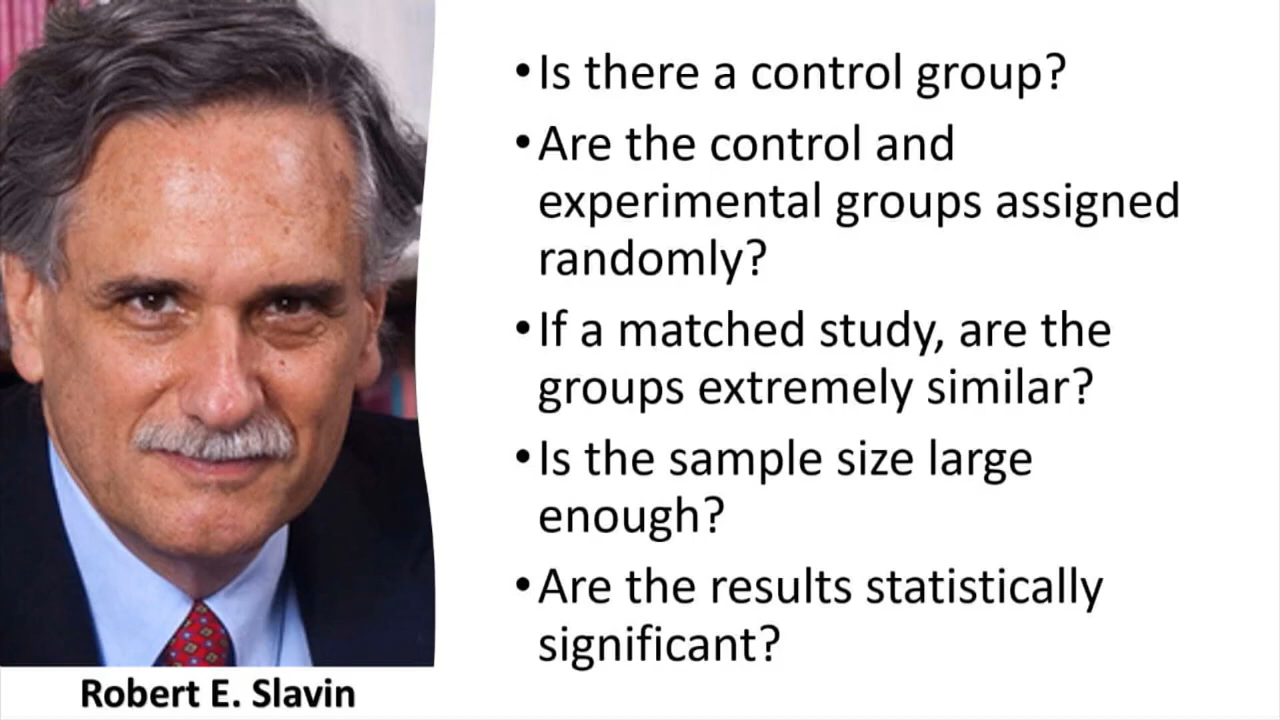 •Is there a control group?
•Are the control and
experimental groups assigned
randomly?
•If a matched study, are the
groups extremely similar?
•Is the sample size large
enough?
•Are the results statistically
significant?
Robert E. Slavin